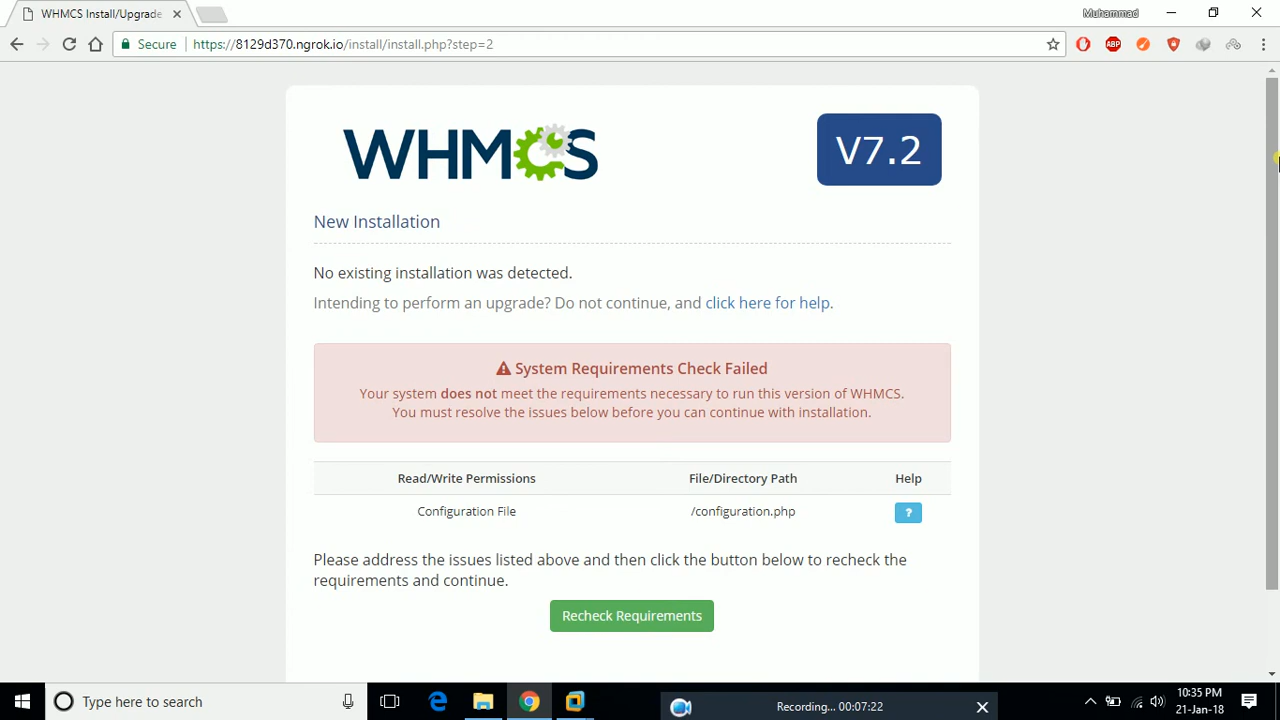 WHMCS Install/Upgrade
Muhammad
Secure
https://8129d370.ngrok.io/install/install.php?step=2
ABP
WHMCS
V7.2
New Installation
No existing installation was detected.
Intending to perform an upgrade? Do not continue, and click here for help.
System Requirements Check Failed
Your system does not meet the requirements necessary to run this version of WHMCS.
You must resolve the issues below before you can continue with installation.
Read/Write Permissions File/Directory Path Help
Configuration File /configuration.php ?
Please address the issues listed above and then click the button below to recheck the
requirements and continue.
Recheck Requirements
Type here to search
Recording... 00:07:22
10:35 PM
21-Jan-18